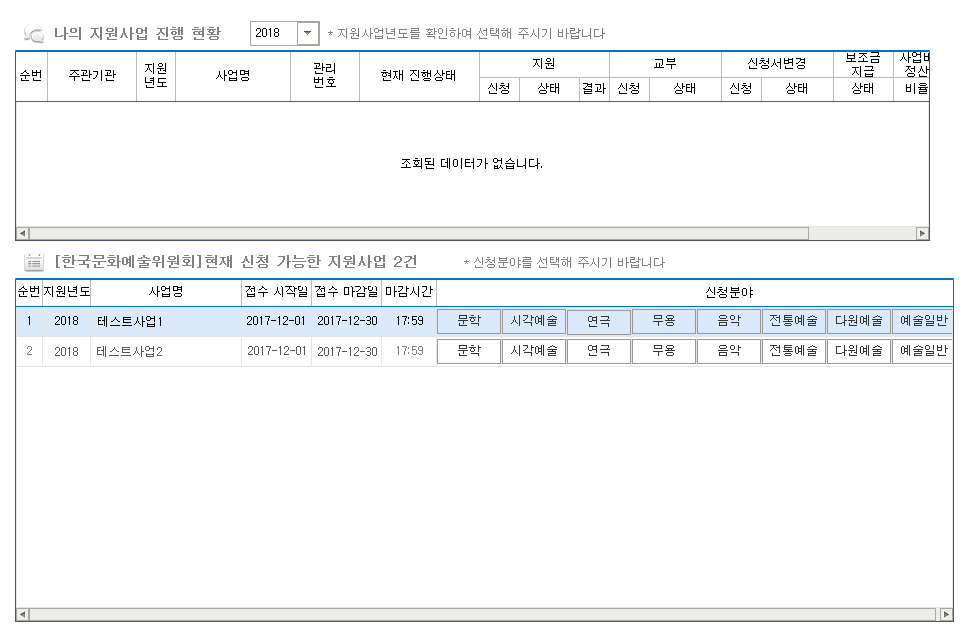 나의 지원사업 진행 현황 2018 * 지원사업년도를 확인하여 선택해 주시기 바랍니다
순번 주관기관 지원 년도 사업명 관리 번호 현재 진행상태 지원 교부 신청서변경 보조금 지급 사업비 정산
신청 상태 결과 신청 상태 신청 상태 상태 비율
조회된 데이터가 없습니다.
[한국문화예술위원회]현재 신청 가능한 지원사업 2건 * 신청분야를 선택해 주시기 바랍니다
순번 지원년도 사업명 접수 시작일 접수 마감일 마감시간 신청분야
1 2018 테스트사업1 2017-12-01 2017-12-30 17:59 문학 시각예술 연극 무용 음악 전통예술 다원예술 예술일반
2 2018 테스트사업2 2017-12-01 2017-12-30 17:59 문학 시각예술 연극 무용 음악 전통예술 다원예술 예술일반